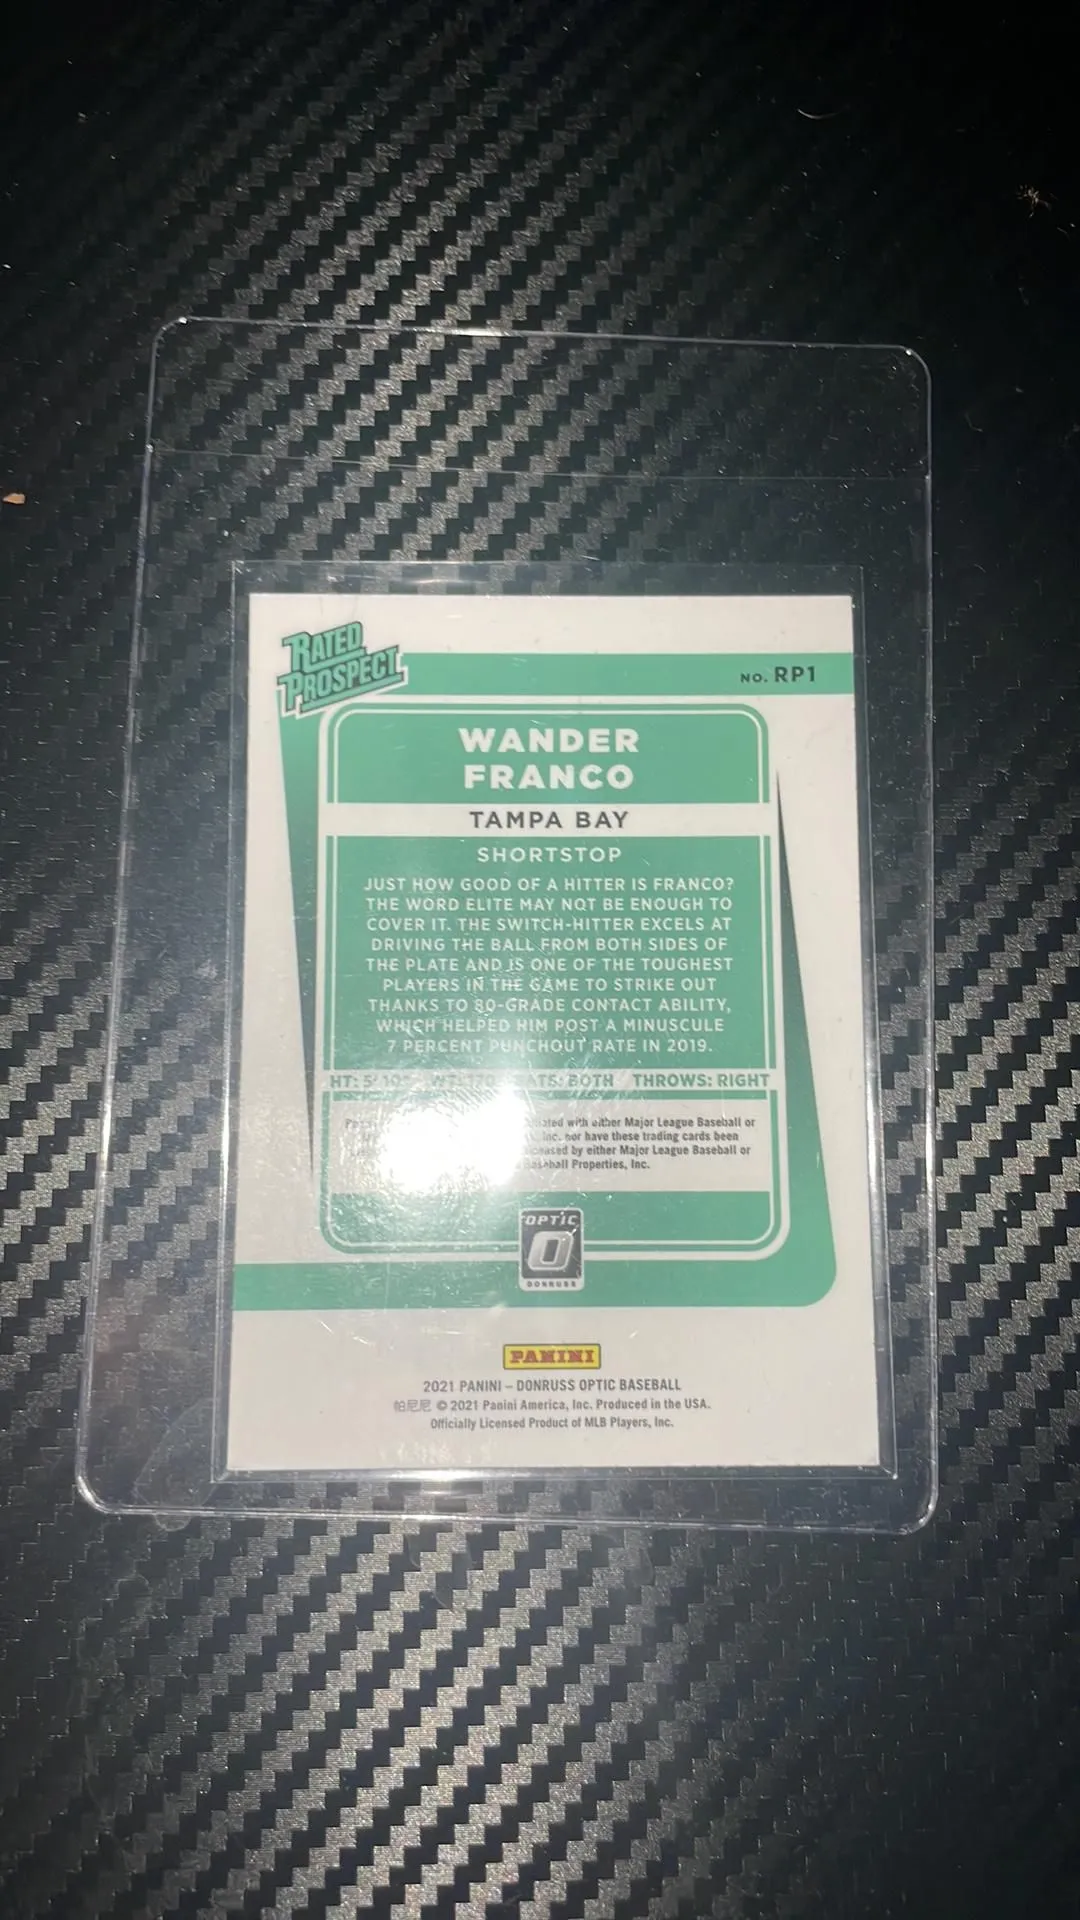 RATED
PROSPECT
NO. RP1
WANDER
FRANCO
TAMPA BAY
SHORTSTOP
JUST HOW GOOD OF A HITTER IS FRANCO?
THE WORD ELITE MAY NOT BE ENOUGH TO
COVER IT. THE SWITCH-HITTER EXCELS AT
DRIVING THE BALL FROM BOTH SIDES OF
THE PLATE AND IS ONE OF THE TOUGHEST
PLAYERS IN THE GAME TO STRIKE OUT
THANKS TO 80-GRADE CONTACT ABILITY,
WHICH HELPED HIM POST A MINUSCULE
7 PERCENT PUNCHOUT RATE IN 2019.
HT: 5' 10" WT: 170 BATS: BOTH THROWS: RIGHT
with either Major League Baseball or
Inc. nor have these trading cards been
by either Major League Baseball or
Baseball Properties, Inc.
OPTIC
O
DONRUSS
PANINI
2021 PANINI – DONRUSS OPTIC BASEBALL
帕尼尼 © 2021 Panini America, Inc. Produced in the USA.
Officially Licensed Product of MLB Players, Inc.